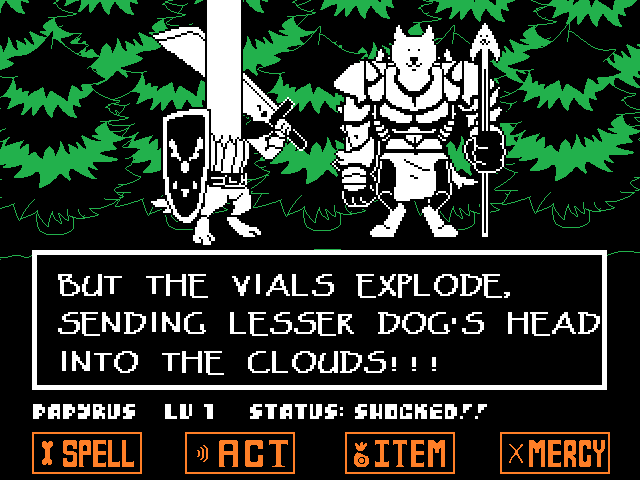 BUT THE VIALS EXPLODE,
SENDING LESSER DOG'S HEAD
INTO THE CLOUDS!!!
PAPYRUS LV 1 STATUS: SHOCKED!!
SPELL ACT ITEM MERCY